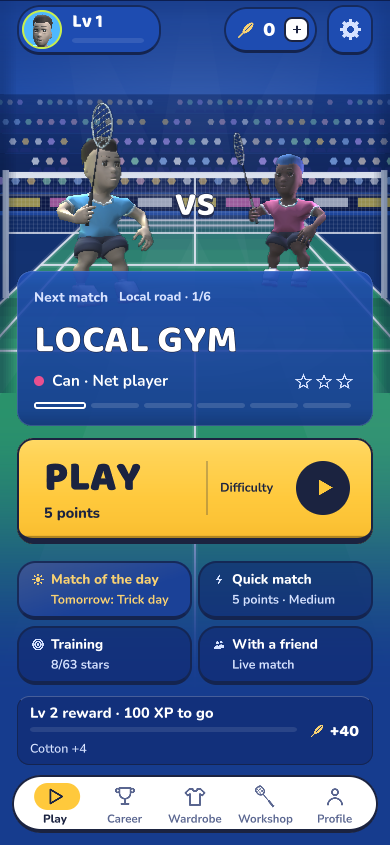 Lv 1
0
+
VS
Next match Local road · 1/6
LOCAL GYM
Can · Net player
PLAY
5 points
Difficulty
Match of the day
Tomorrow: Trick day
Quick match
5 points · Medium
Training
8/63 stars
With a friend
Live match
Lv 2 reward · 100 XP to go
+40
Cotton +4
Play
Career
Wardrobe
Workshop
Profile